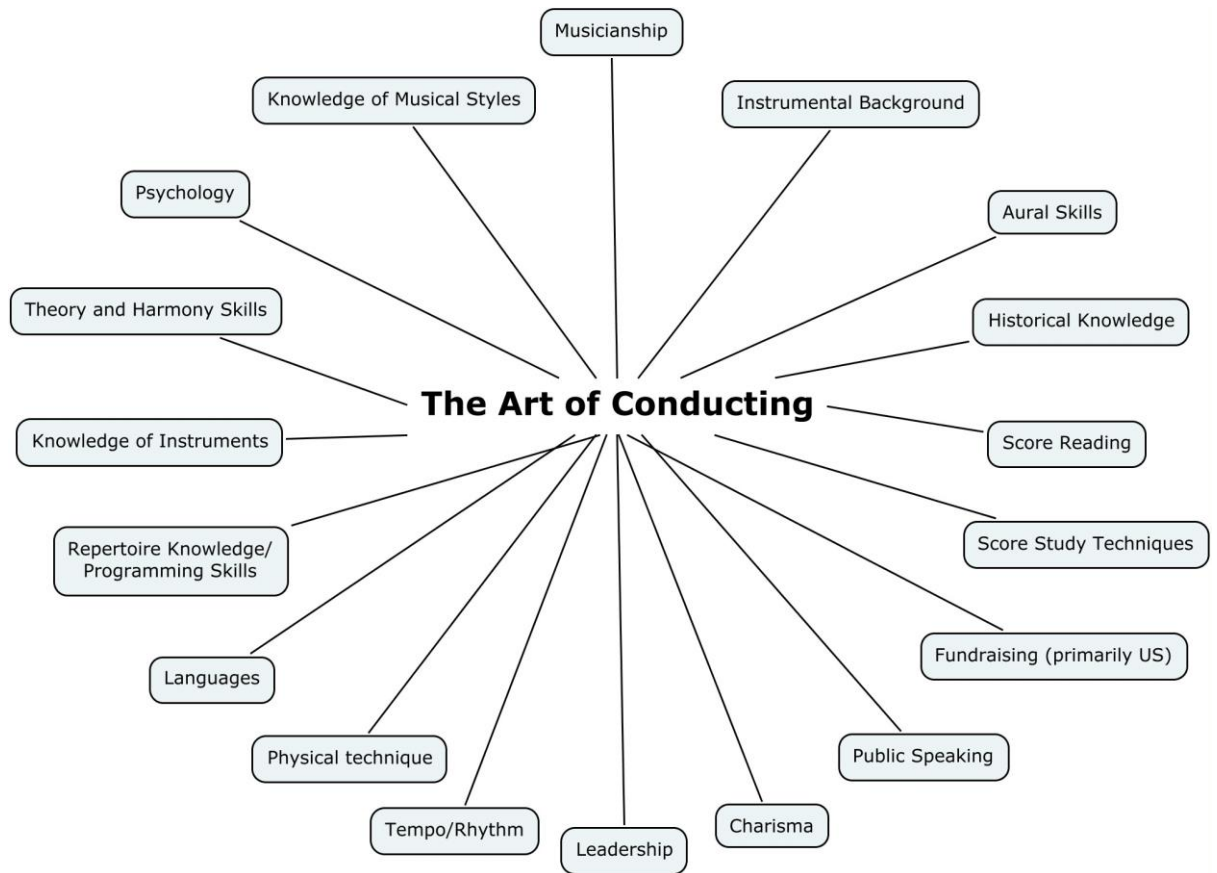 Musicianship
Knowledge of Musical Styles
Instrumental Background
Psychology
Aural Skills
Theory and Harmony Skills
Historical Knowledge
The Art of Conducting
Knowledge of Instruments
Score Reading
Repertoire Knowledge/
Programming Skills
Score Study Techniques
Languages
Fundraising (primarily US)
Physical technique
Public Speaking
Tempo/Rhythm
Charisma
Leadership